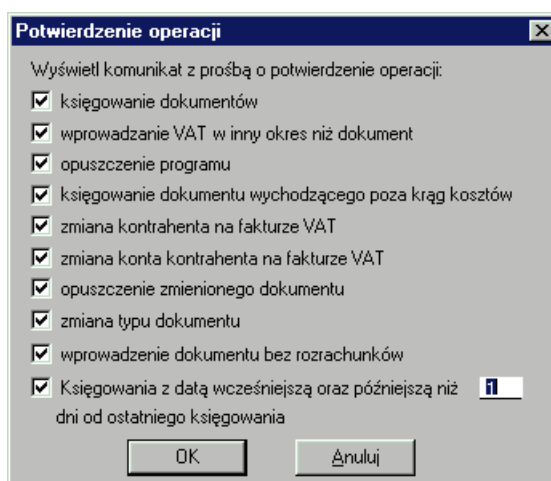 Potwierdzenie operacji
Wyświetl komunikat z prośbą o potwierdzenie operacji:
księgowanie dokumentów
wprowadzanie VAT w inny okres niż dokument
opuszczenie programu
księgowanie dokumentu wychodzącego poza krąg kosztów
zmiana kontrahenta na fakturze VAT
zmiana konta kontrahenta na fakturze VAT
opuszczenie zmienionego dokumentu
zmiana typu dokumentu
wprowadzenie dokumentu bez rozrachunków
Księgowania z datą wcześniejszą oraz późniejszą niż 1
dni od ostatniego księgowania
OK Anuluj